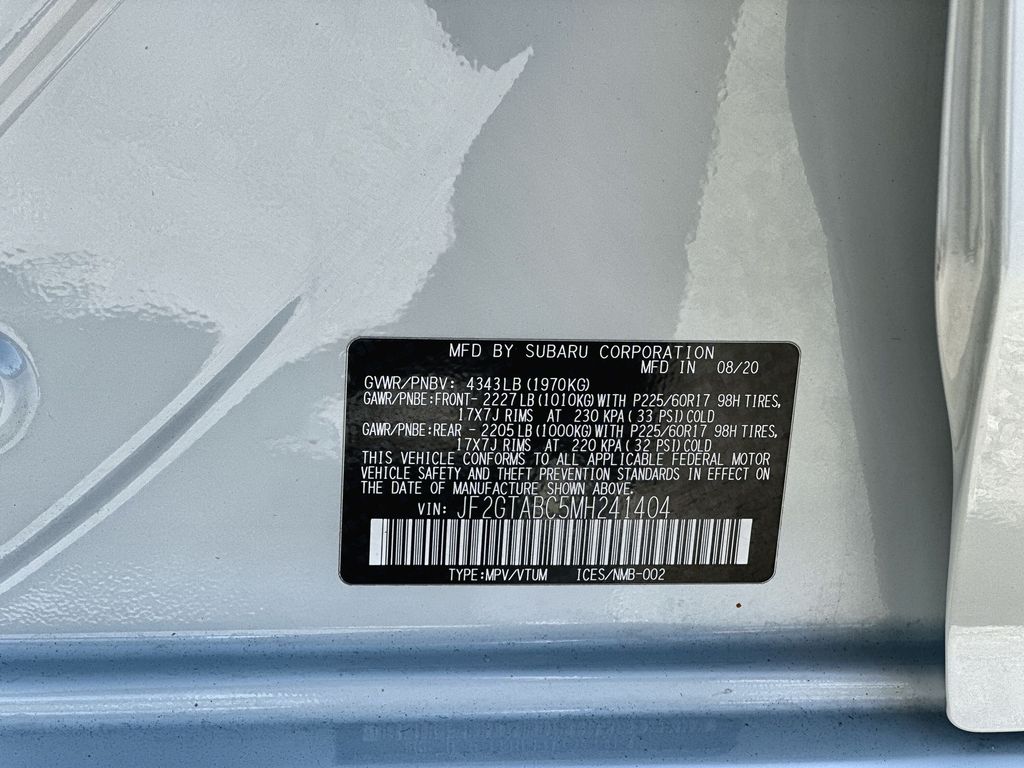 MFD BY SUBARU CORPORATION
MFD IN 08/20
GVWR/PNBV: 4343LB(1970KG)
GAWR/PNBE:FRONT- 2227LB(1010KG)WITH P225/60R17 98H TIRES,
17X7J RIMS AT 230 KPA( 33 PSI)COLD
GAWR/PNBE:REAR - 2205LB(1000KG)WITH P225/60R17 98H TIRES,
17X7J RIMS AT 220 KPA( 32 PSI)COLD
THIS VEHICLE CONFORMS TO ALL APPLICABLE FEDERAL MOTOR
VEHICLE SAFETY AND THEFT PREVENTION STANDARDS IN EFFECT ON
THE DATE OF MANUFACTURE SHOWN ABOVE.
VIN: JF2GTABC5MH241404
TYPE:MPV/VTUM ICES/NMB-002